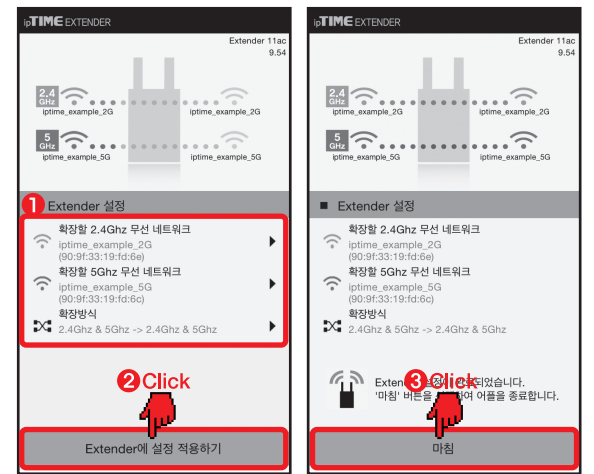 ipTIME EXTENDER
Extender 11ac
9.54
2.4
GHz
iptime_example_2G
iptime_example_2G
5
GHz
iptime_example_5G
iptime_example_5G
1
Extender 설정
확장할 2.4Ghz 무선 네트워크
iptime_example_2G
(90:9f:33:19:fd:6e)
확장할 5Ghz 무선 네트워크
iptime_example_5G
(90:9f:33:19:fd:6c)
확장방식
2.4Ghz & 5Ghz -> 2.4Ghz & 5Ghz
2 Click
Extender에 설정 적용하기
ipTIME EXTENDER
Extender 11ac
9.54
2.4
GHz
iptime_example_2G
iptime_example_2G
5
GHz
iptime_example_5G
iptime_example_5G
■ Extender 설정
확장할 2.4Ghz 무선 네트워크
iptime_example_2G
(90:9f:33:19:fd:6e)
확장할 5Ghz 무선 네트워크
iptime_example_5G
(90:9f:33:19:fd:6c)
확장방식
2.4Ghz & 5Ghz -> 2.4Ghz & 5Ghz
3 Click
되었습니다.
'마침' 버튼을 어플을 종료합니다.
마침